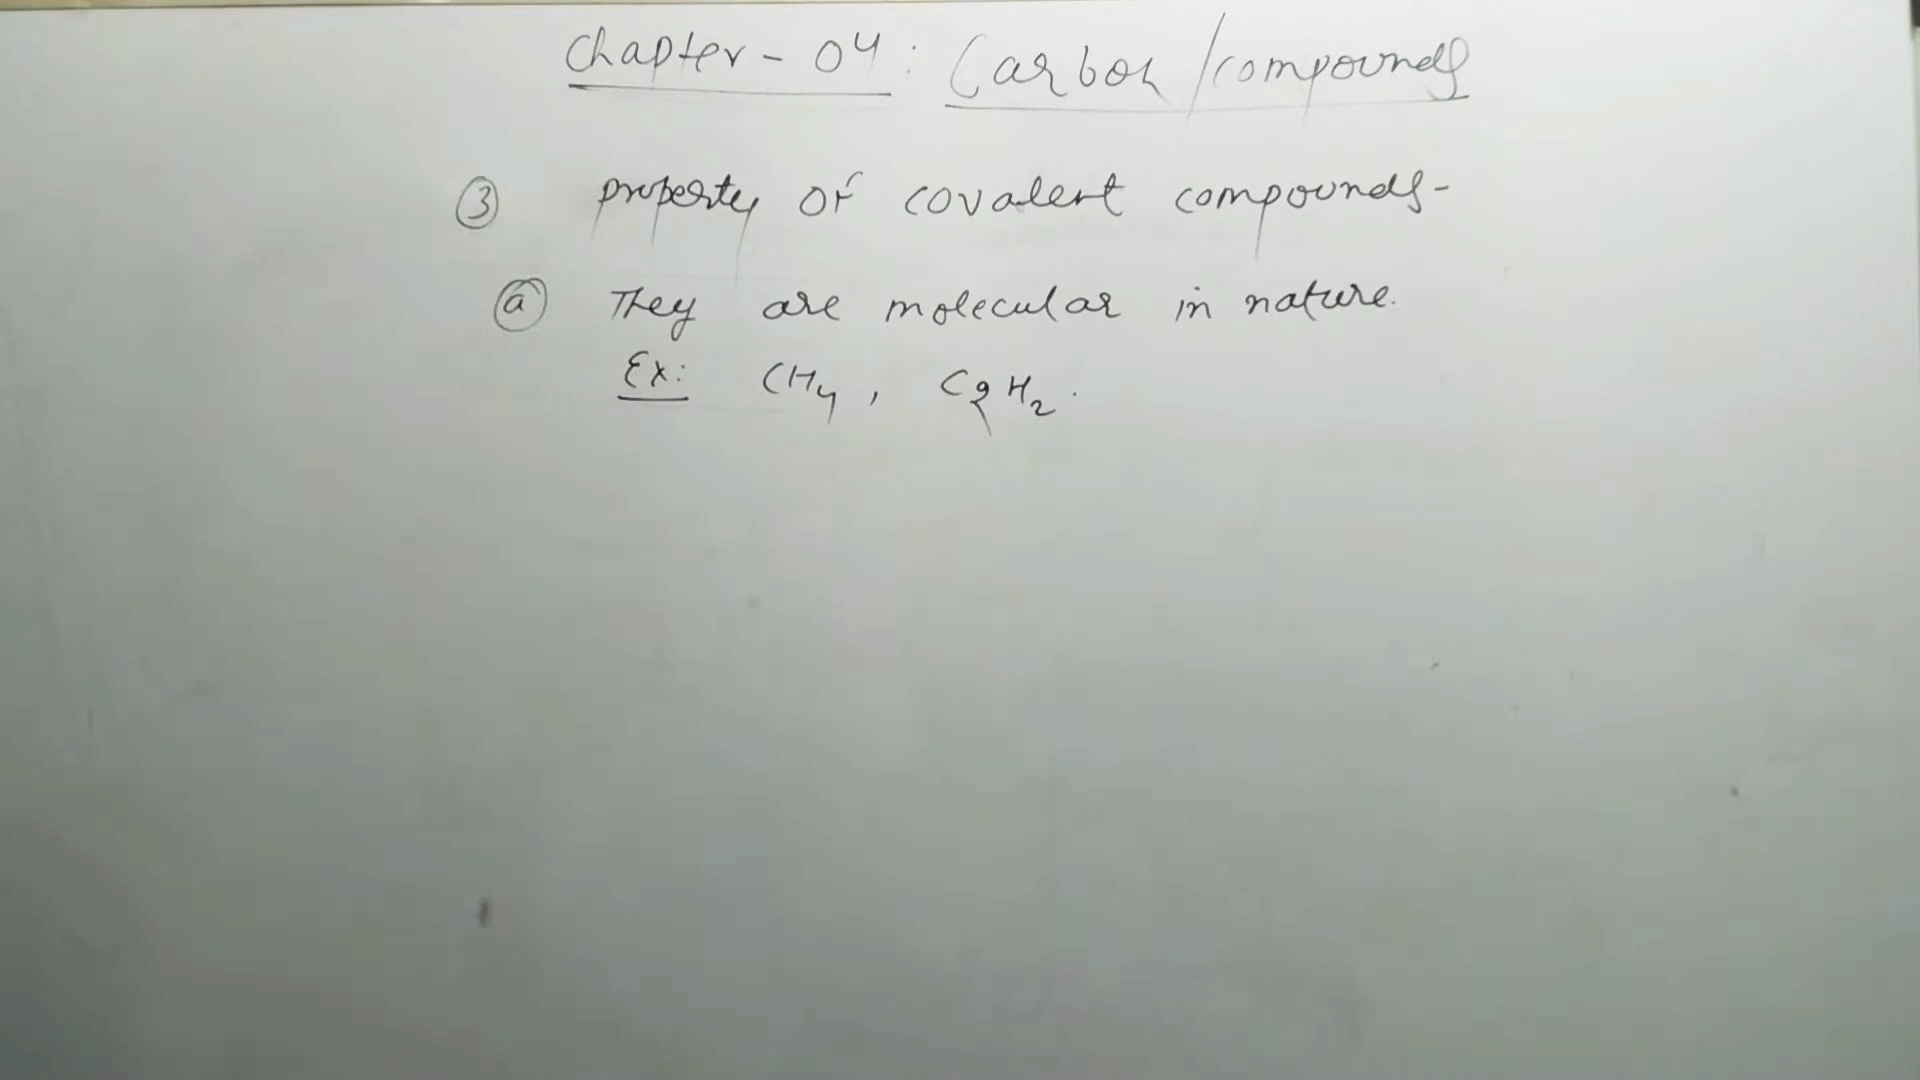 Chapter - 04 : Carbon / compounds
③ property of covalent compounds -
ⓐ They are molecular in nature.
Ex: CH₄ , C₂H₂ .